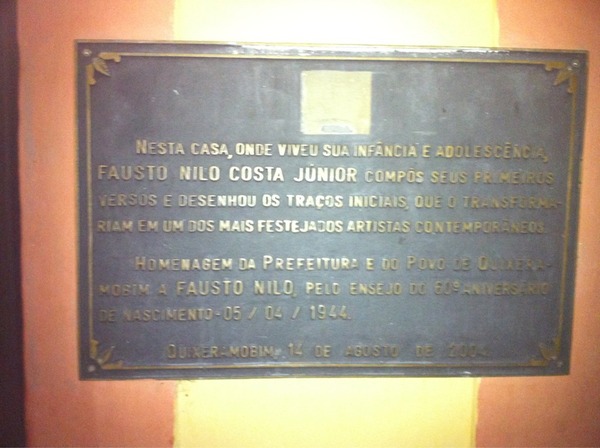 NESTA CASA, ONDE VIVEU SUA INFÂNCIA E ADOLESCÊNCIA,
FAUSTO NILO COSTA JÚNIOR COMPÔS SEUS PRIMEIROS
VERSOS E DESENHOU OS TRAÇOS INICIAIS, QUE O TRANSFORMA-
RIAM EM UM DOS MAIS FESTEJADOS ARTISTAS CONTEMPORÂNEOS.
HOMENAGEM DA PREFEITURA E DO POVO DE QUIXERA-
MOBIM A FAUSTO NILO, PELO ENSEJO DO 60º ANIVERSÁRIO
DE NASCIMENTO - 05 / 04 / 1944.
QUIXERAMOBIM, 14 DE AGOSTO DE 2004